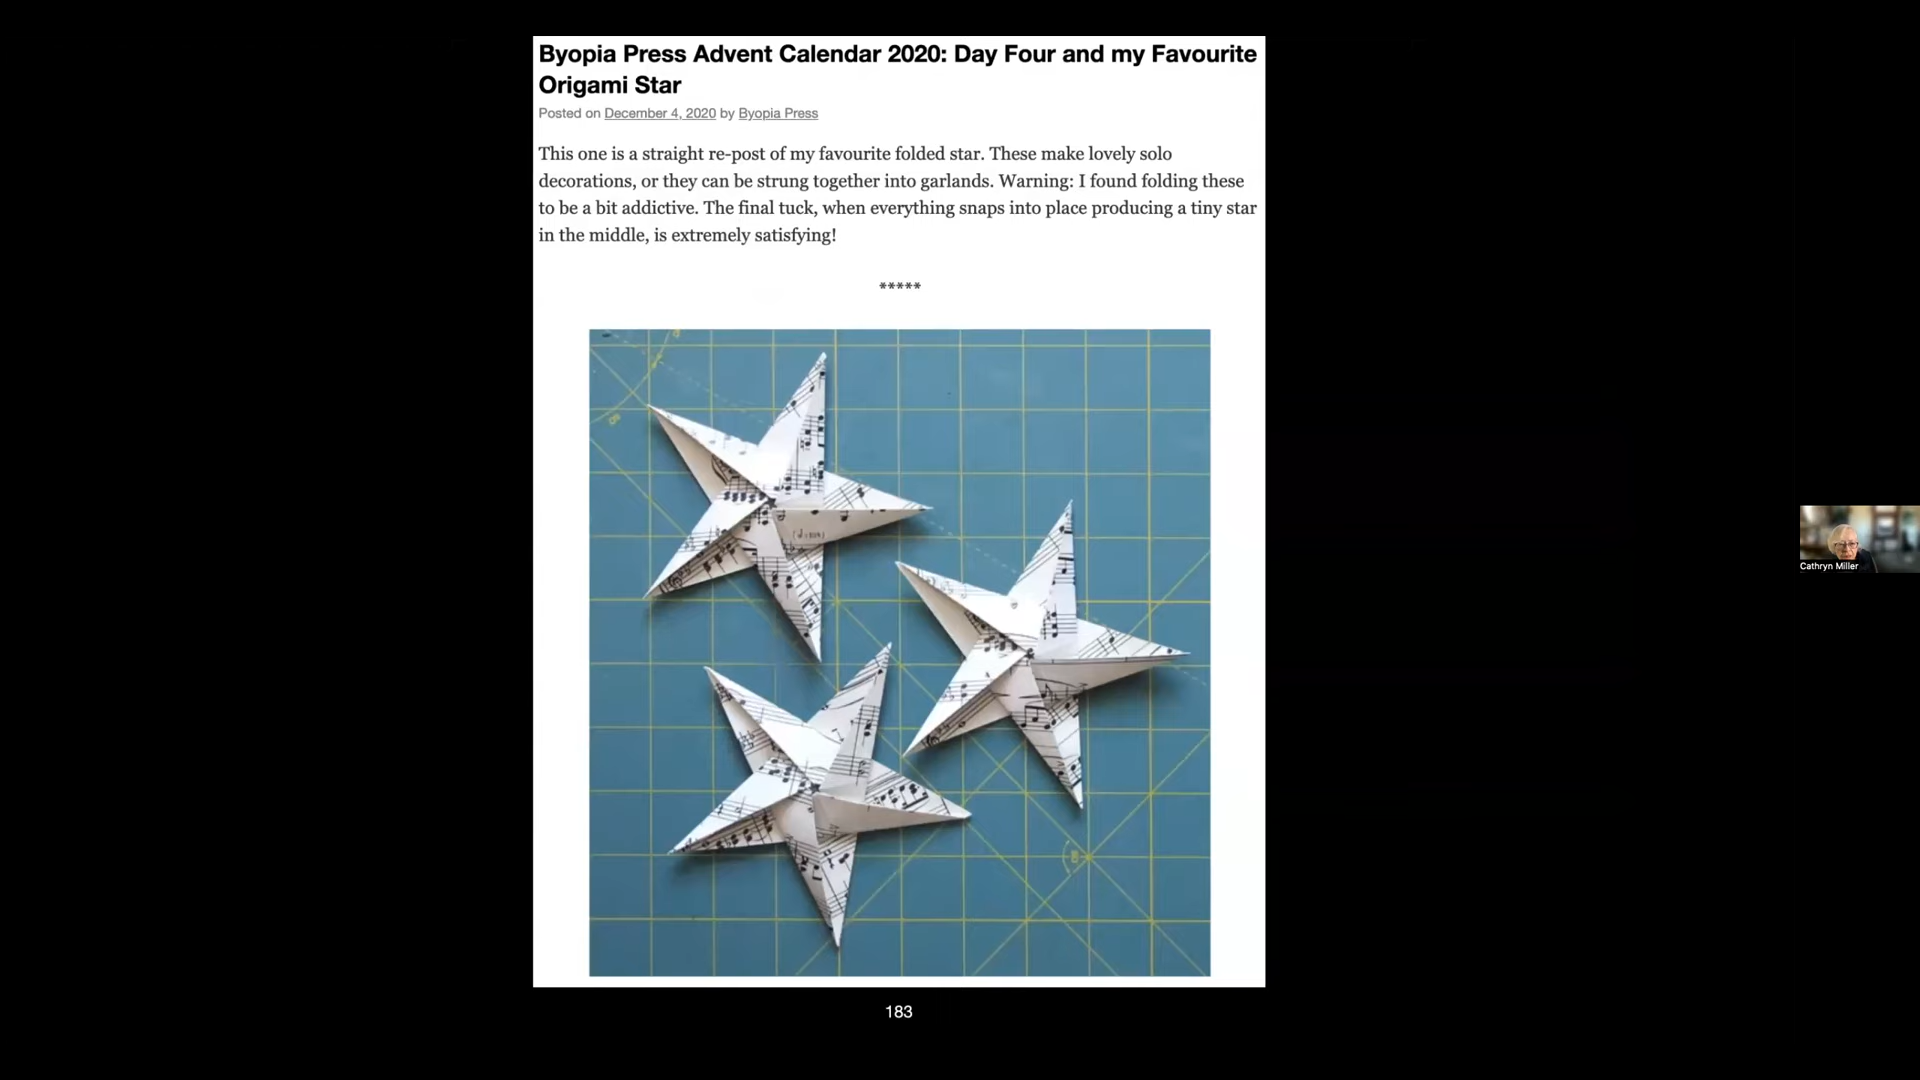 Byopia Press Advent Calendar 2020: Day Four and my Favourite
Origami Star
Posted on December 4, 2020 by Byopia Press
This one is a straight re-post of my favourite folded star. These make lovely solo
decorations, or they can be strung together into garlands. Warning: I found folding these
to be a bit addictive. The final tuck, when everything snaps into place producing a tiny star
in the middle, is extremely satisfying!
*****
Cathryn Miller
183